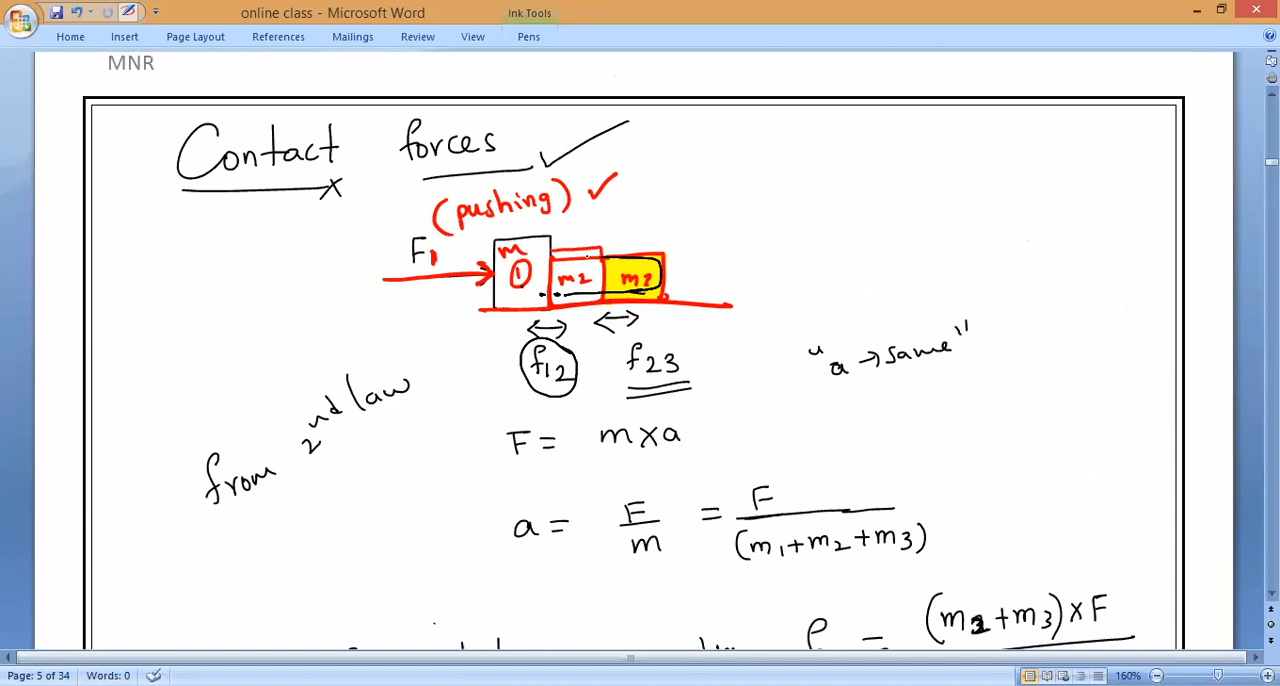 online class - Microsoft Word
Ink Tools
Home Insert Page Layout References Mailings Review View Pens
MNR
Contact forces
(pushing)
F1
m
1
m2
m3
f12
f23
"a → same"
from 2nd law
F = m x a
a = F/m = F/(m1+m2+m3)
= (m2+m3) x F
Page: 5 of 34 Words: 0 160%